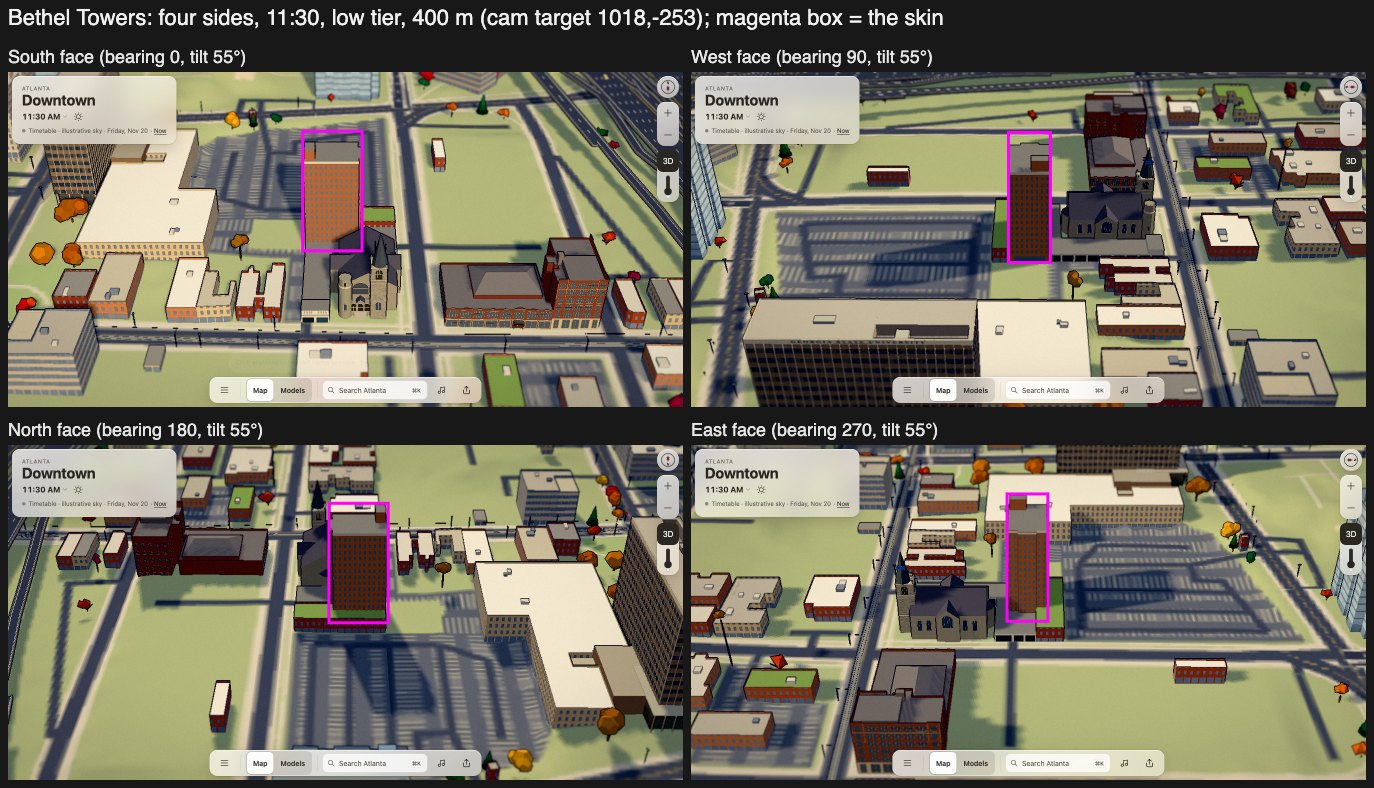 Bethel Towers: four sides, 11:30, low tier, 400 m (cam target 1018,-253); magenta box = the skin
South face (bearing 0, tilt 55°)
West face (bearing 90, tilt 55°)
ATLANTA
Downtown
11:30 AM
Timetable · illustrative sky · Friday, Nov 20 · Now
3D
Map
Models
Search Atlanta
⌘K
ATLANTA
Downtown
11:30 AM
Timetable · illustrative sky · Friday, Nov 20 · Now
3D
Map
Models
Search Atlanta
⌘K
North face (bearing 180, tilt 55°)
East face (bearing 270, tilt 55°)
ATLANTA
Downtown
11:30 AM
Timetable · illustrative sky · Friday, Nov 20 · Now
3D
Map
Models
Search Atlanta
⌘K
ATLANTA
Downtown
11:30 AM
Timetable · illustrative sky · Friday, Nov 20 · Now
3D
Map
Models
Search Atlanta
⌘K